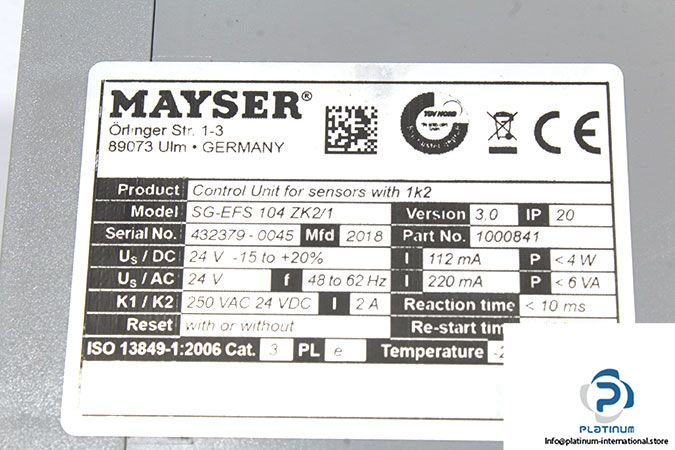 MAYSER®
Örlinger Str. 1-3
89073 Ulm • GERMANY
TÜV NORD
CE
Product Control Unit for sensors with 1k2
Model SG-EFS 104 ZK2/1 Version 3.0 IP 20
Serial No. 432379 - 0045 Mfd 2018 Part No. 1000841
US / DC 24 V -15 to +20% I 112 mA P < 4 W
US / AC 24 V f 48 to 62 Hz I 220 mA P < 6 VA
K1 / K2 250 VAC 24 VDC I 2 A Reaction time < 10 ms
Reset with or without Re-start time
ISO 13849-1:2006 Cat. 3 PL e Temperature
PLATINUM
Info@platinum-international.store